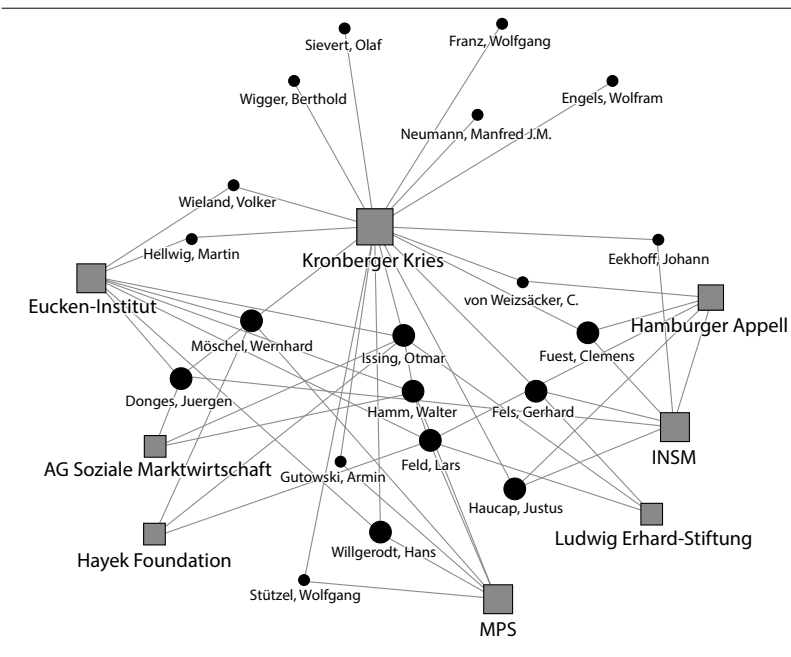 Sievert, Olaf
Franz, Wolfgang
Wigger, Berthold
Engels, Wolfram
Neumann, Manfred J.M.
Wieland, Volker
Hellwig, Martin
Kronberger Kries
Eekhoff, Johann
Eucken-Institut
von Weizsäcker, C.
Hamburger Appell
Möschel, Wernhard
Issing, Otmar
Fuest, Clemens
Donges, Juergen
Hamm, Walter
Fels, Gerhard
AG Soziale Marktwirtschaft
Gutowski, Armin
Feld, Lars
INSM
Haucap, Justus
Hayek Foundation
Willgerodt, Hans
Ludwig Erhard-Stiftung
Stützel, Wolfgang
MPS